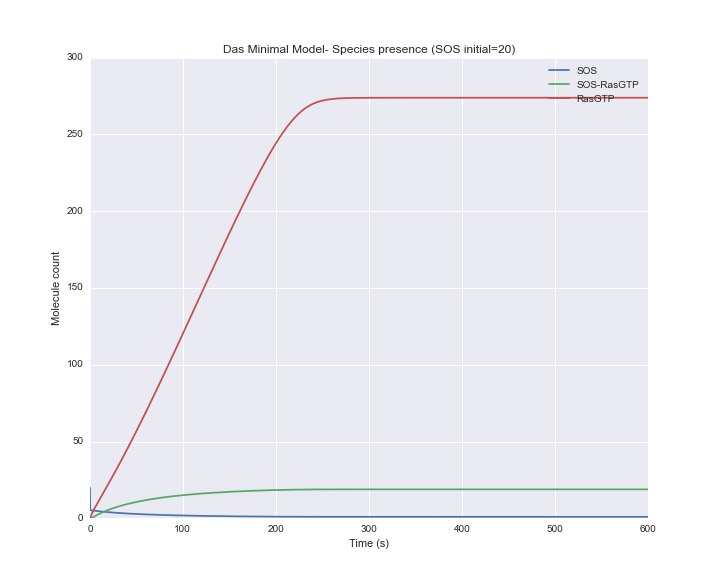 Das Minimal Model- Species presence (SOS initial=20)
300
SOS
SOS-RasGTP
RasGTP
250
200
150
100
50
0
Molecule count
0 100 200 300 400 500 600
Time (s)